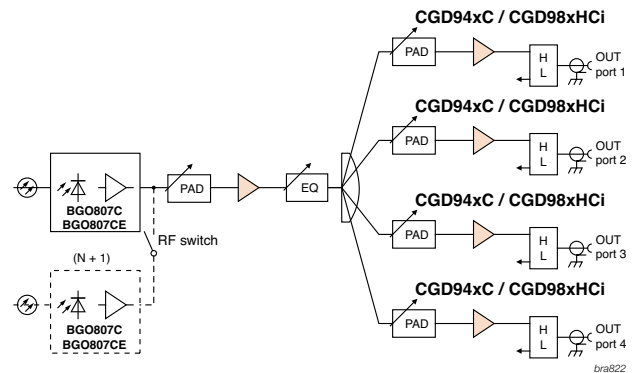 CGD94xC / CGD98xHCi
PAD
H
L
OUT
port 1
CGD94xC / CGD98xHCi
PAD
H
L
OUT
port 2
BGO807C
BGO807CE
PAD
EQ
RF switch
(N + 1)
BGO807C
BGO807CE
CGD94xC / CGD98xHCi
PAD
H
L
OUT
port 3
CGD94xC / CGD98xHCi
PAD
H
L
OUT
port 4
bra822